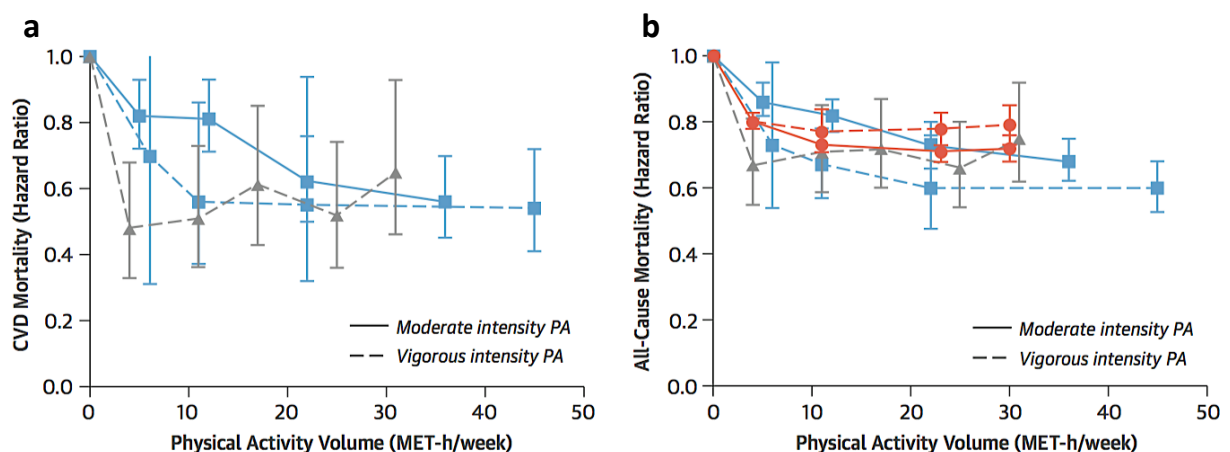 a
CVD Mortality (Hazard Ratio)
1.0
0.8
0.6
0.4
0.2
0.0
Moderate intensity PA
Vigorous intensity PA
0 10 20 30 40 50
Physical Activity Volume (MET-h/week)
b
All-Cause Mortality (Hazard Ratio)
1.0
0.8
0.6
0.4
0.2
0.0
Moderate intensity PA
Vigorous intensity PA
0 10 20 30 40 50
Physical Activity Volume (MET-h/week)